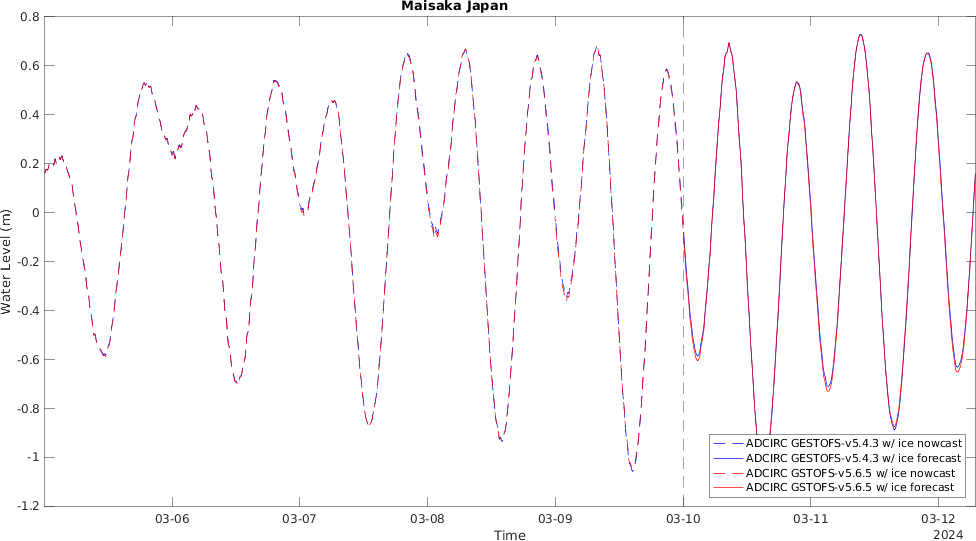 Maisaka Japan
0.8
0.6
0.4
0.2
0
-0.2
-0.4
-0.6
-0.8
-1
-1.2
Water Level (m)
ADCIRC GESTOFS-v5.4.3 w/ ice nowcast
ADCIRC GESTOFS-v5.4.3 w/ ice forecast
ADCIRC GSTOFS-v5.6.5 w/ ice nowcast
ADCIRC GSTOFS-v5.6.5 w/ ice forecast
03-06 03-07 03-08 03-09 03-10 03-11 03-12
Time
2024